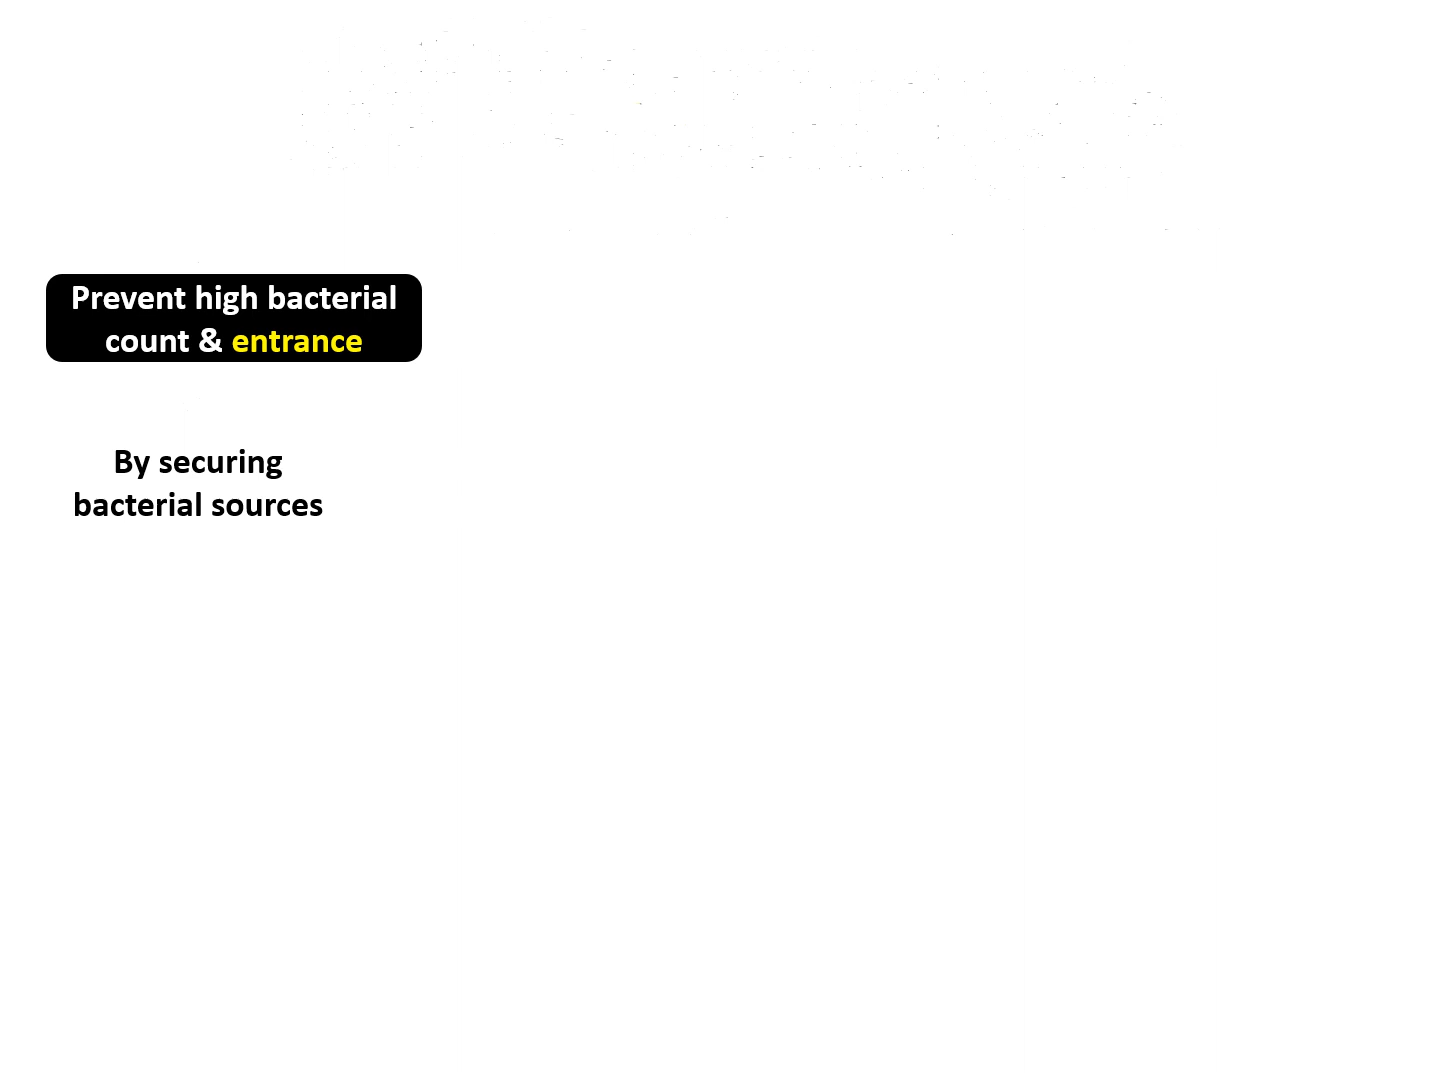 Prevent high bacterial
count & entrance
By securing
bacterial sources